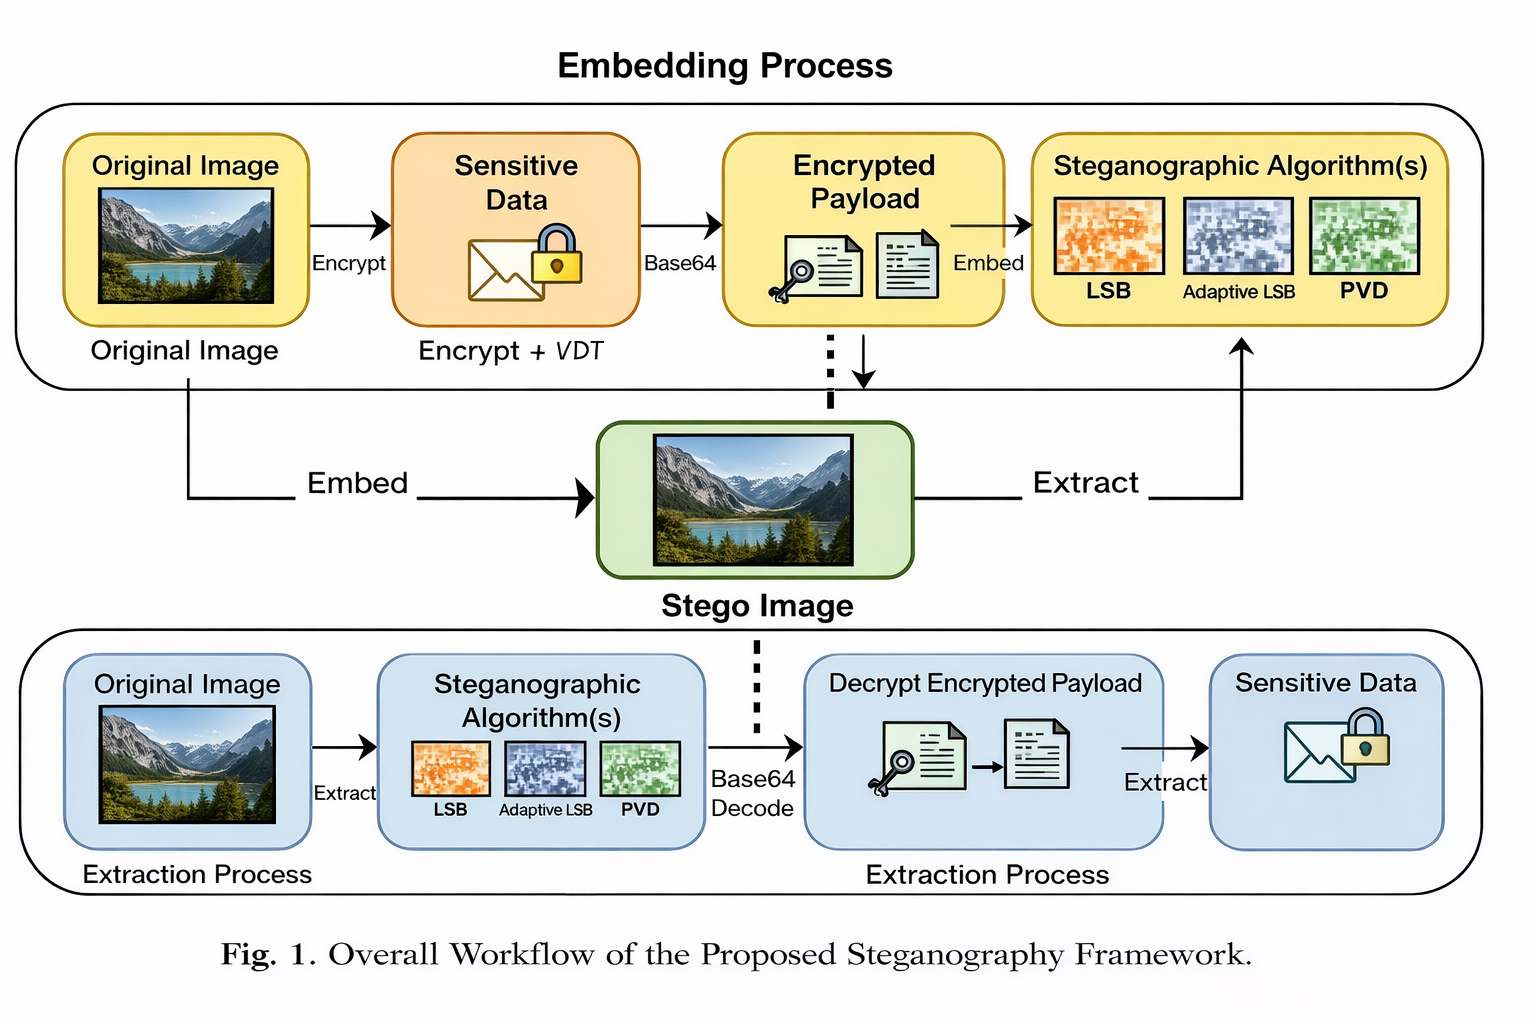 Embedding Process
Original Image
Encrypt
Original Image
Sensitive
Data
Encrypt + VDT
Base64
Encrypted
Payload
Embed
Steganographic Algorithm(s)
LSB
Adaptive LSB
PVD
Embed
Extract
Stego Image
Original Image
Extract
Extraction Process
Steganographic
Algorithm(s)
LSB
Adaptive LSB
PVD
Base64
Decode
Decrypt Encrypted Payload
Extraction Process
Extract
Sensitive Data
Fig. 1. Overall Workflow of the Proposed Steganography Framework.